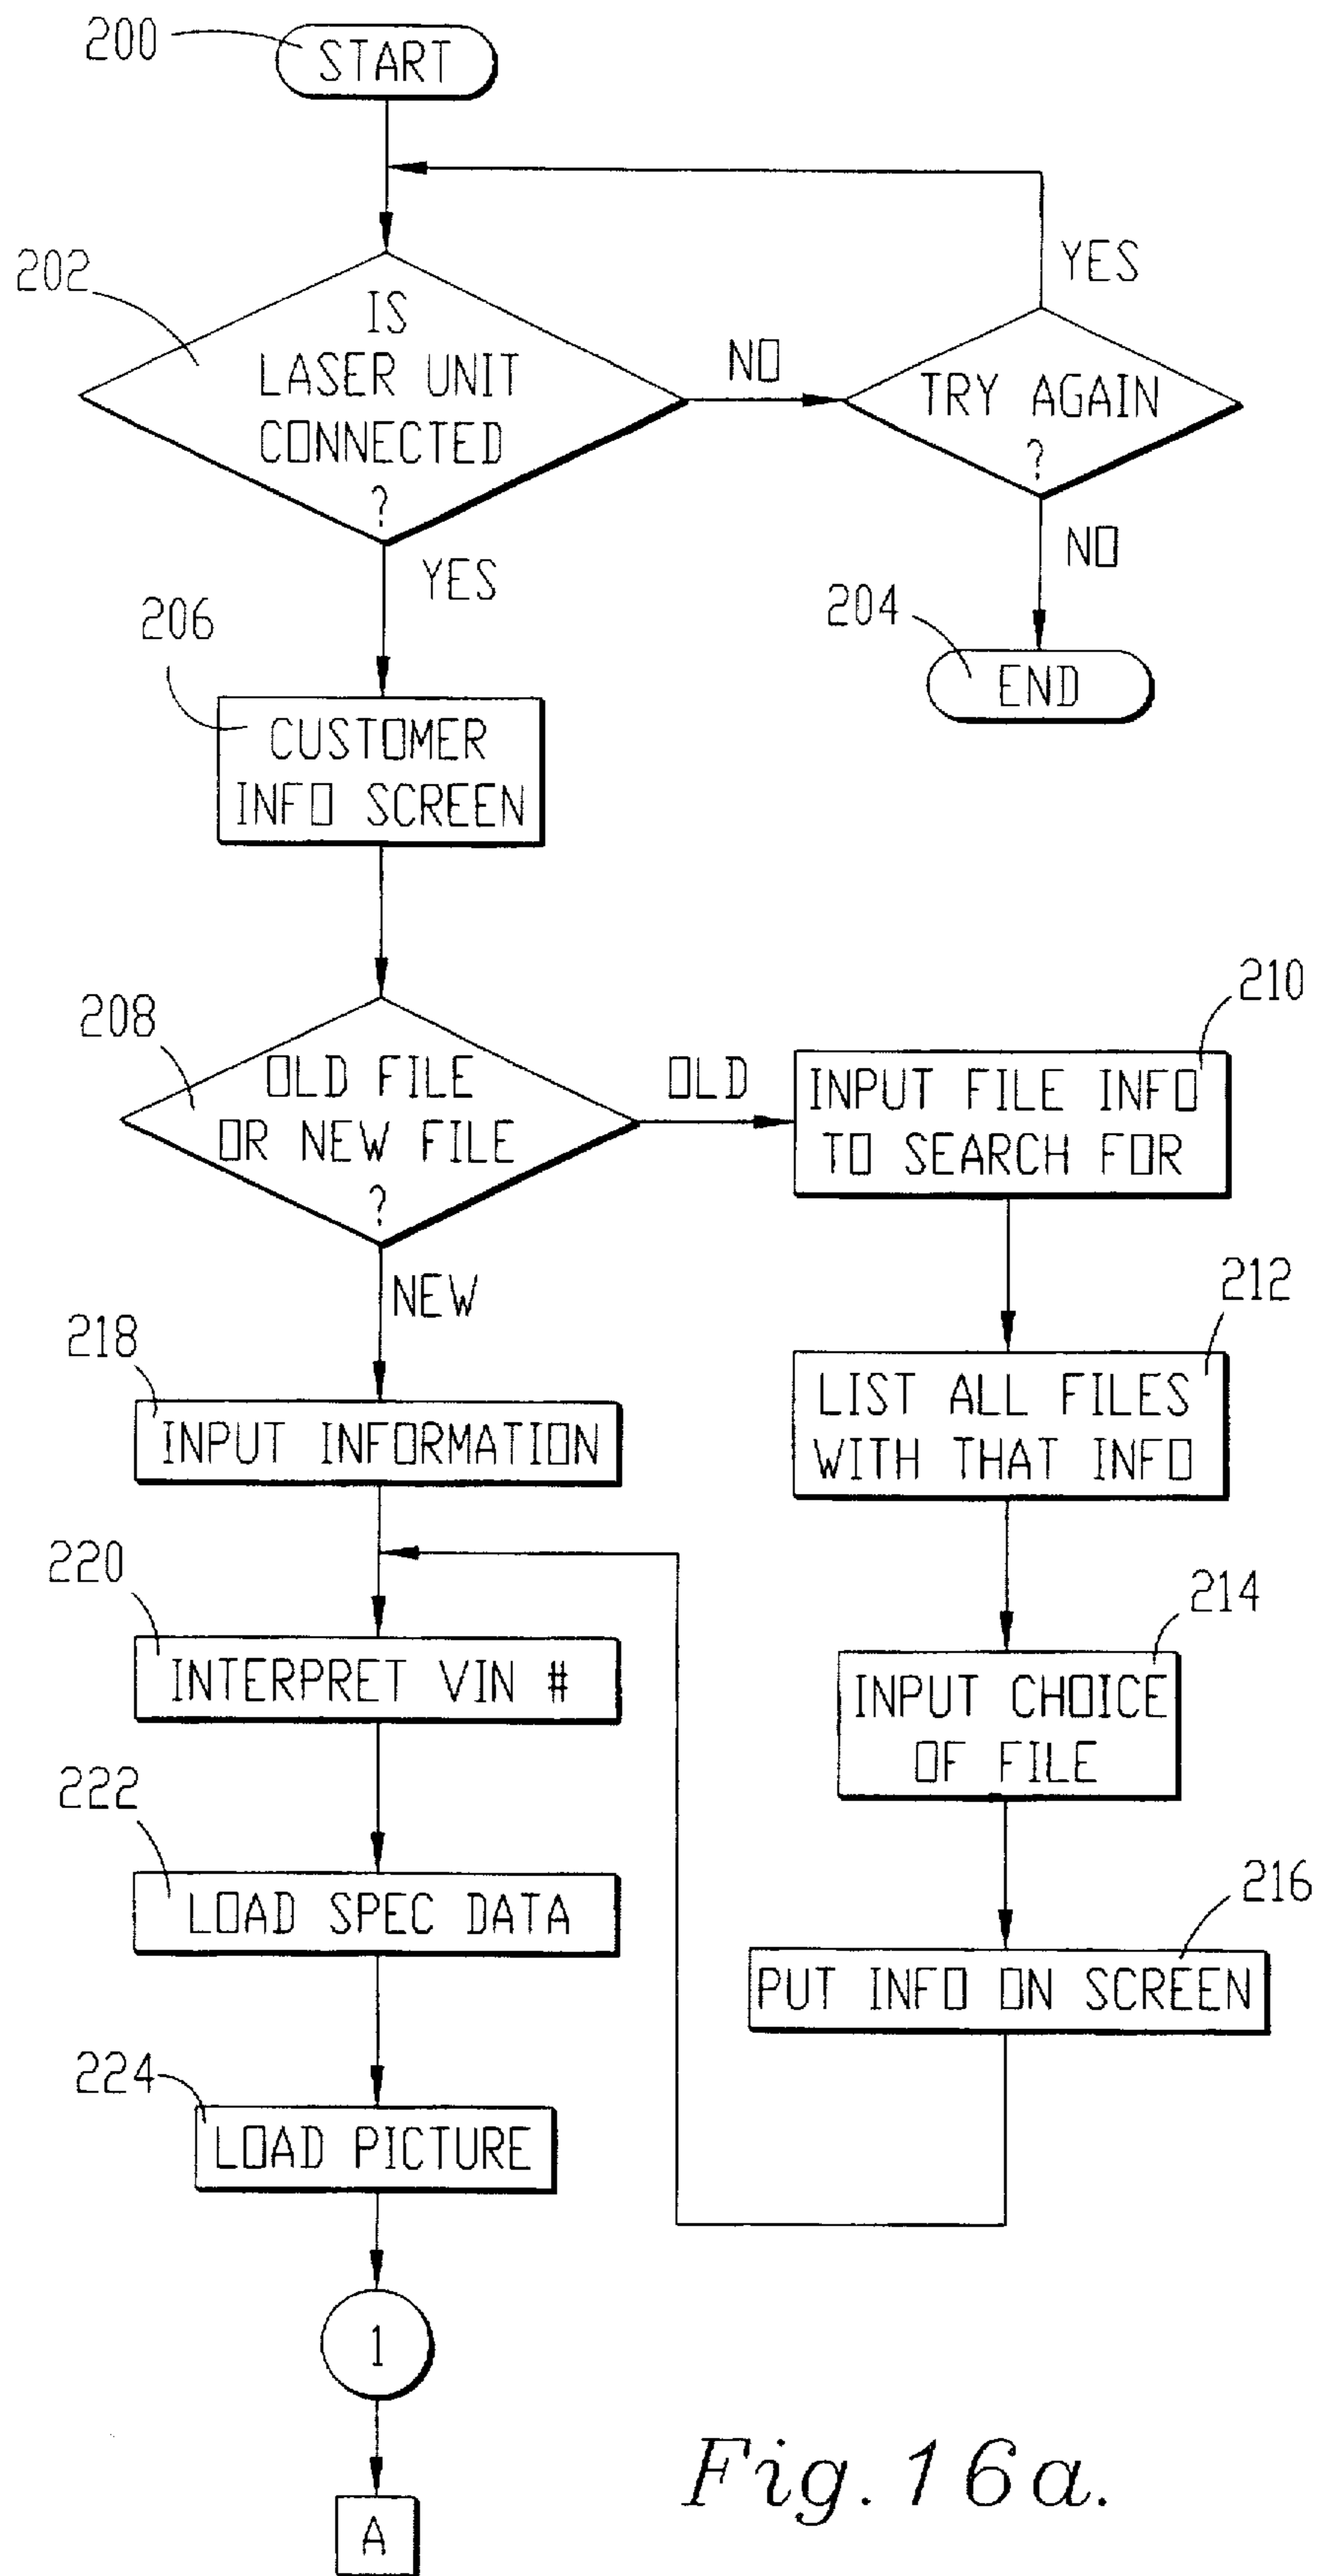 200
START
YES
202
IS
LASER UNIT
CONNECTED
?
NO
TRY AGAIN
?
YES
NO
204
END
206
CUSTOMER
INFO SCREEN
208
OLD FILE
OR NEW FILE
?
OLD
210
INPUT FILE INFO
TO SEARCH FOR
NEW
212
LIST ALL FILES
WITH THAT INFO
218
INPUT INFORMATION
214
INPUT CHOICE
OF FILE
220
INTERPRET VIN #
222
LOAD SPEC DATA
216
PUT INFO ON SCREEN
224
LOAD PICTURE
1
A
Fig. 16a.